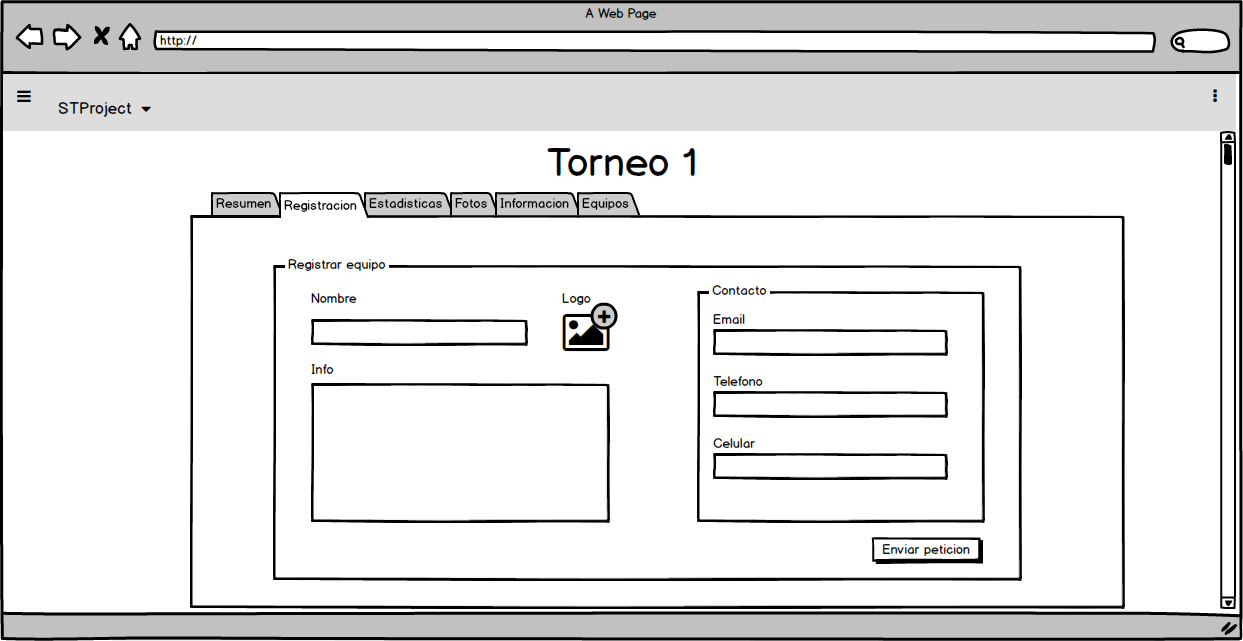 A Web Page
http://
STProject
Torneo 1
Resumen Registracion Estadisticas Fotos Informacion Equipos
Registrar equipo
Nombre
Logo
Info
Contacto
Email
Telefono
Celular
Enviar peticion